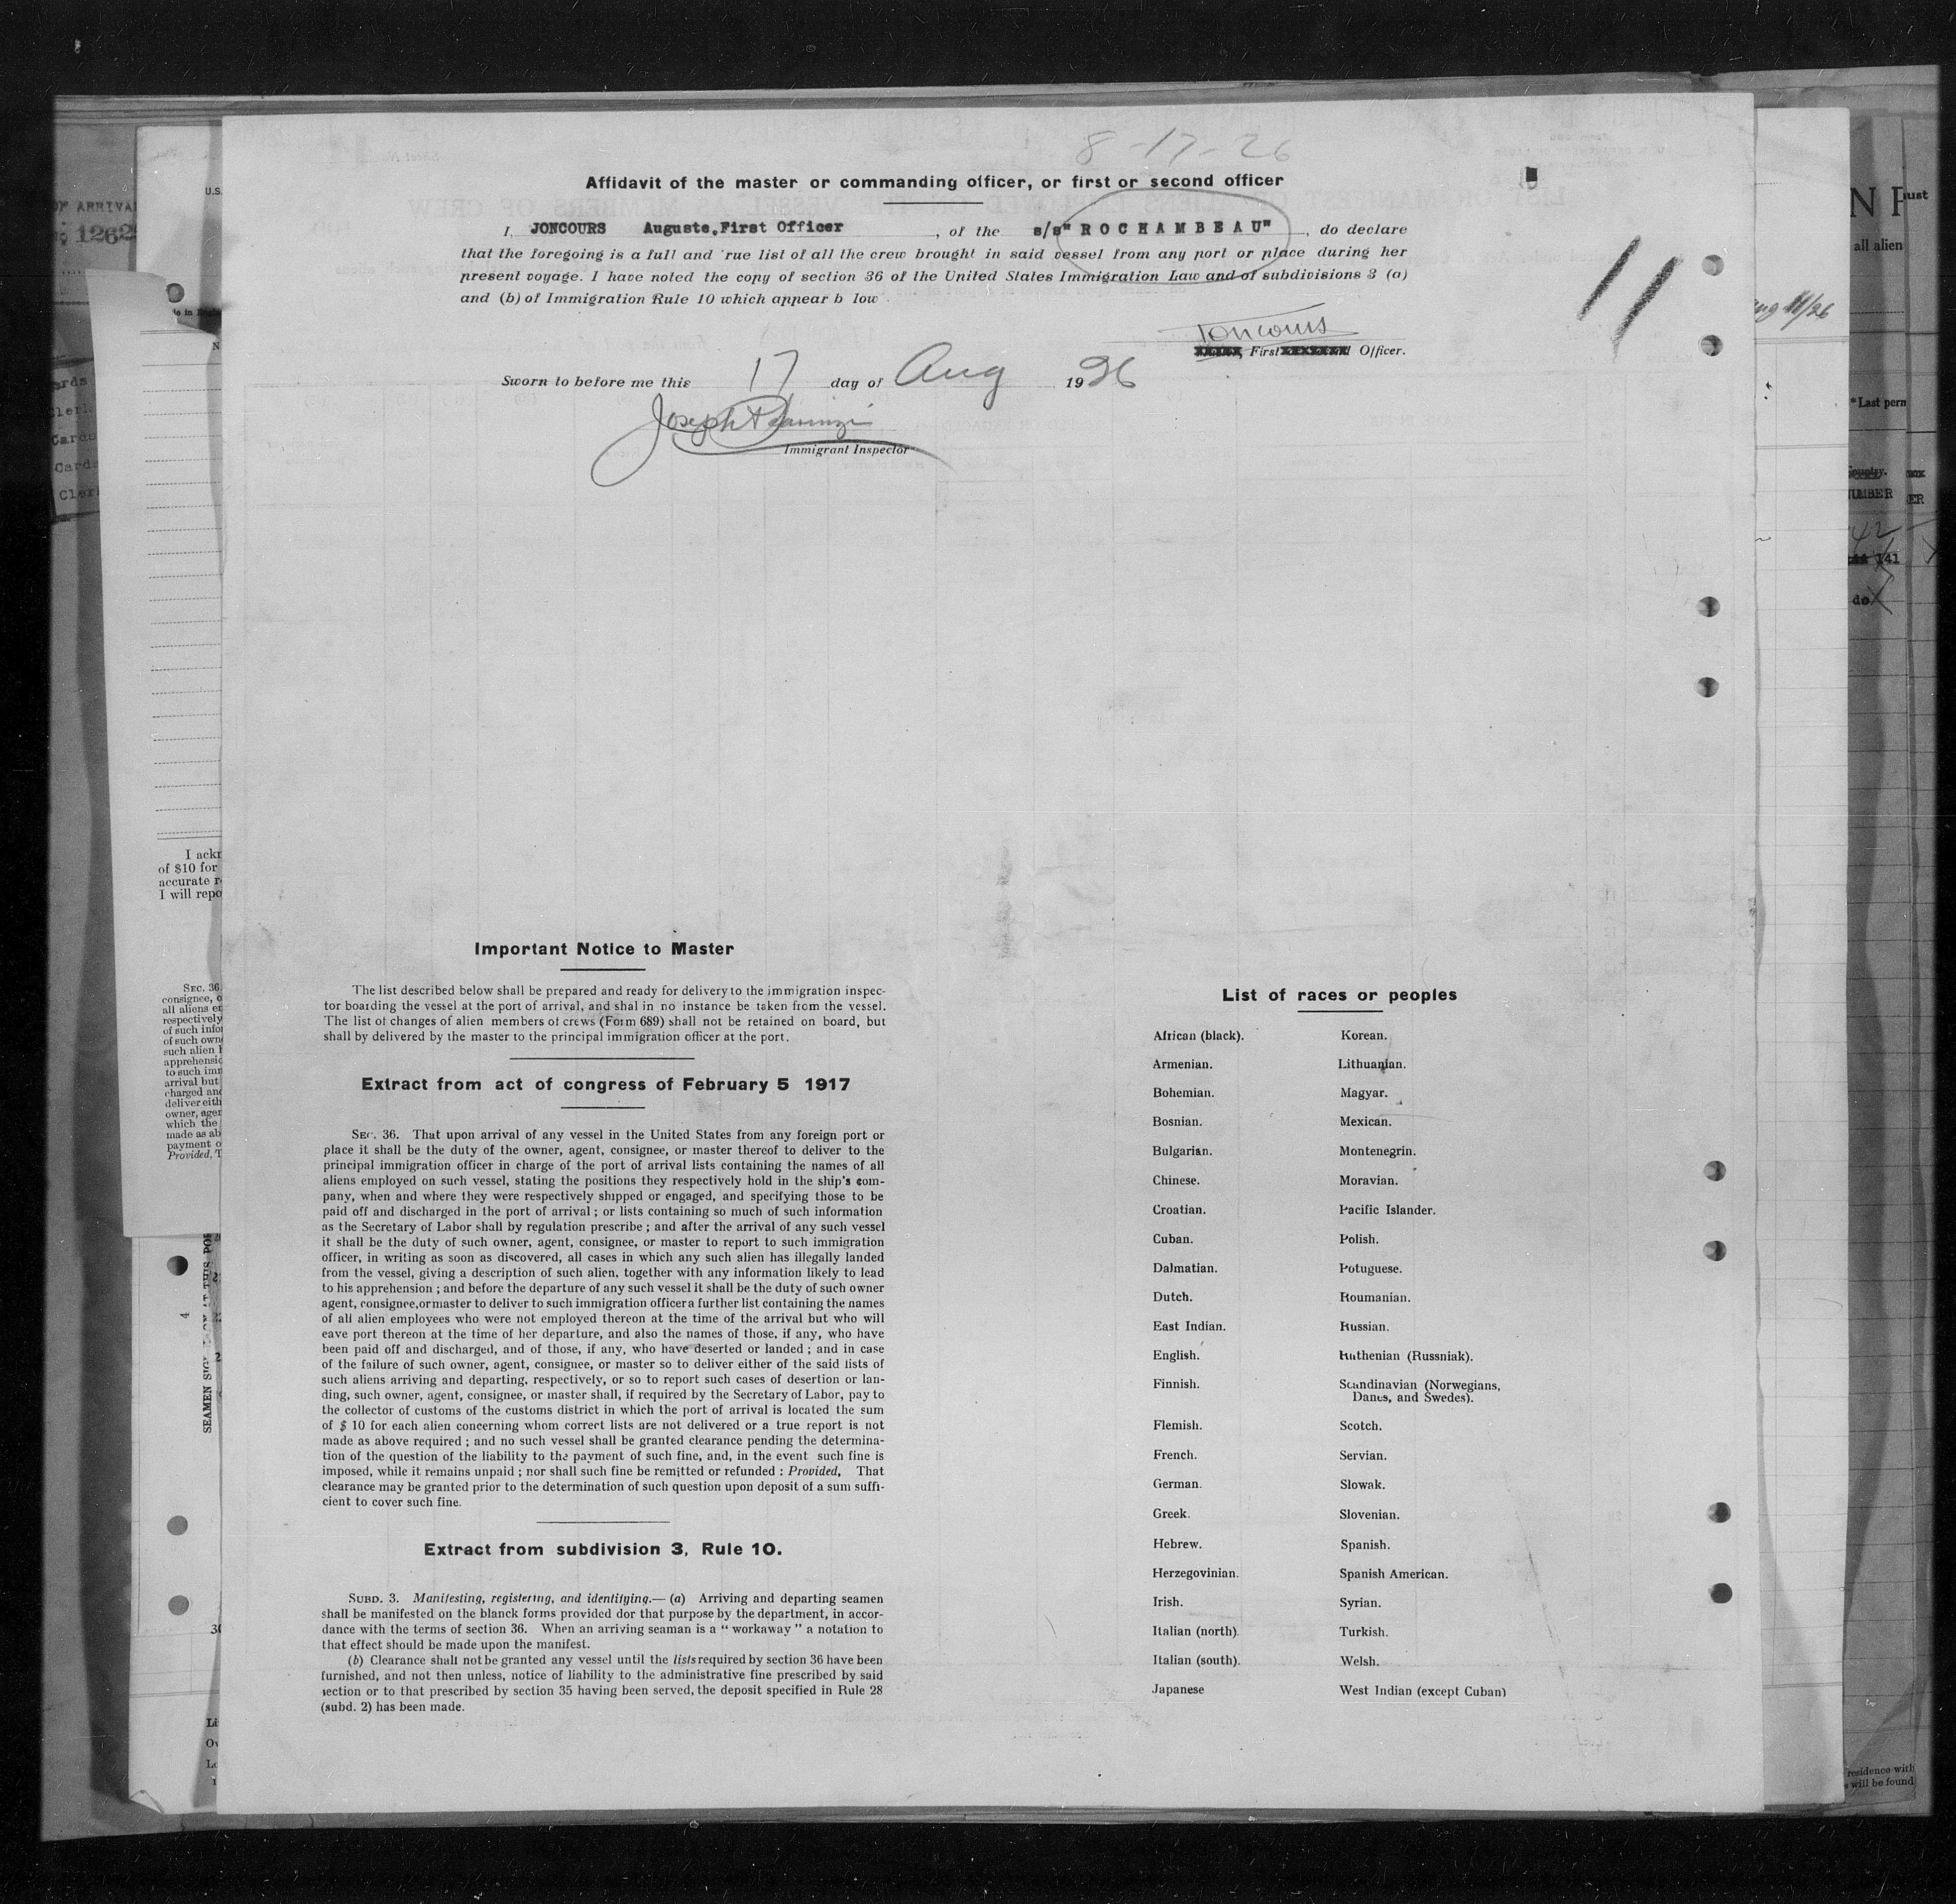 8-17-26
Affidavit of the master or commanding officer, or first or second officer
I, JONCOURS Auguste,First Officer , of the s/s" R O C H A M B E A U" , do declare
that the foregoing is a full and rue list of all the crew brought in said vessel from any port or place during her
present voyage. I have noted the copy of section 36 of the United States Immigration Law and of subdivisions 3 (a)
and (b) of Immigration Rule 10 which appear b low
11
Joncours
First Officer.
Sworn to before me this 17 day of Aug 1926
Joseph
Immigrant Inspector
Important Notice to Master
The list described below shall be prepared and ready for delivery to the immigration inspec-
tor boarding the vessel at the port of arrival, and shal in no instance be taken from the vessel.
The list of changes of alien members of crews (Form 689) shall not be retained on board, but
shall by delivered by the master to the principal immigration officer at the port.
Extract from act of congress of February 5 1917
SEC. 36. That upon arrival of any vessel in the United States from any foreign port or
place it shall be the duty of the owner, agent, consignee, or master thereof to deliver to the
principal immigration officer in charge of the port of arrival lists containing the names of all
aliens employed on such vessel, stating the positions they respectively hold in the ship's com-
pany, when and where they were respectively shipped or engaged, and specifying those to be
paid off and discharged in the port of arrival ; or lists containing so much of such information
as the Secretary of Labor shall by regulation prescribe ; and after the arrival of any such vessel
it shall be the duty of such owner, agent, consignee, or master to report to such immigration
officer, in writing as soon as discovered, all cases in which any such alien has illegally landed
from the vessel, giving a description of such alien, together with any information likely to lead
to his apprehension ; and before the departure of any such vessel it shall be the duty of such owner
agent, consignee,ormaster to deliver to such immigration officer a further list containing the names
of all alien employees who were not employed thereon at the time of the arrival but who will
eave port thereon at the time of her departure, and also the names of those, if any, who have
been paid off and discharged, and of those, if any, who have deserted or landed ; and in case
of the failure of such owner, agent, consignee, or master so to deliver either of the said lists of
such aliens arriving and departing, respectively, or so to report such cases of desertion or lan-
ding, such owner, agent, consignee, or master shall, if required by the Secretary of Labor, pay to
the collector of customs of the customs district in which the port of arrival is located the sum
of $ 10 for each alien concerning whom correct lists are not delivered or a true report is not
made as above required ; and no such vessel shall be granted clearance pending the determina-
tion of the question of the liability to the payment of such fine, and, in the event such fine is
imposed, while it remains unpaid ; nor shall such fine be remitted or refunded : Provided, That
clearance may be granted prior to the determination of such question upon deposit of a sum suffi-
cient to cover such fine.
Extract from subdivision 3, Rule 10.
SUBD. 3. Manifesting, registering, and identifying.— (a) Arriving and departing seamen
shall be manifested on the blanck forms provided dor that purpose by the department, in accor-
dance with the terms of section 36. When an arriving seaman is a “ workaway ” a notation to
that effect should be made upon the manifest.
(b) Clearance shall not be granted any vessel until the lists required by section 36 have been
furnished, and not then unless, notice of liability to the administrative fine prescribed by said
section or to that prescribed by section 35 having been served, the deposit specified in Rule 28
(subd. 2) has been made.
List of races or peoples
African (black). Korean.
Armenian. Lithuanian.
Bohemian. Magyar.
Bosnian. Mexican.
Bulgarian. Montenegrin.
Chinese. Moravian.
Croatian. Pacific Islander.
Cuban. Polish.
Dalmatian. Potuguese.
Dutch. Roumanian.
East Indian. Russian.
English. Ruthenian (Russniak).
Finnish. Scandinavian (Norwegians,
Danes, and Swedes).
Flemish. Scotch.
French. Servian.
German. Slowak.
Greek. Slovenian.
Hebrew. Spanish.
Herzegovinian. Spanish American.
Irish. Syrian.
Italian (north). Turkish.
Italian (south). Welsh.
Japanese West Indian (except Cuban)